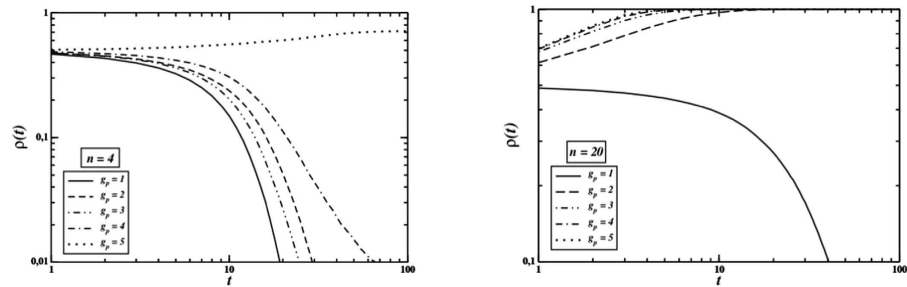 1
0,1
0,01
ρ(t)
n = 4
g_p = 1
g_p = 2
g_p = 3
g_p = 4
g_p = 5
1
10
100
t
1
0,1
ρ(t)
n = 20
g_p = 1
g_p = 2
g_p = 3
g_p = 4
g_p = 5
1
10
100
t